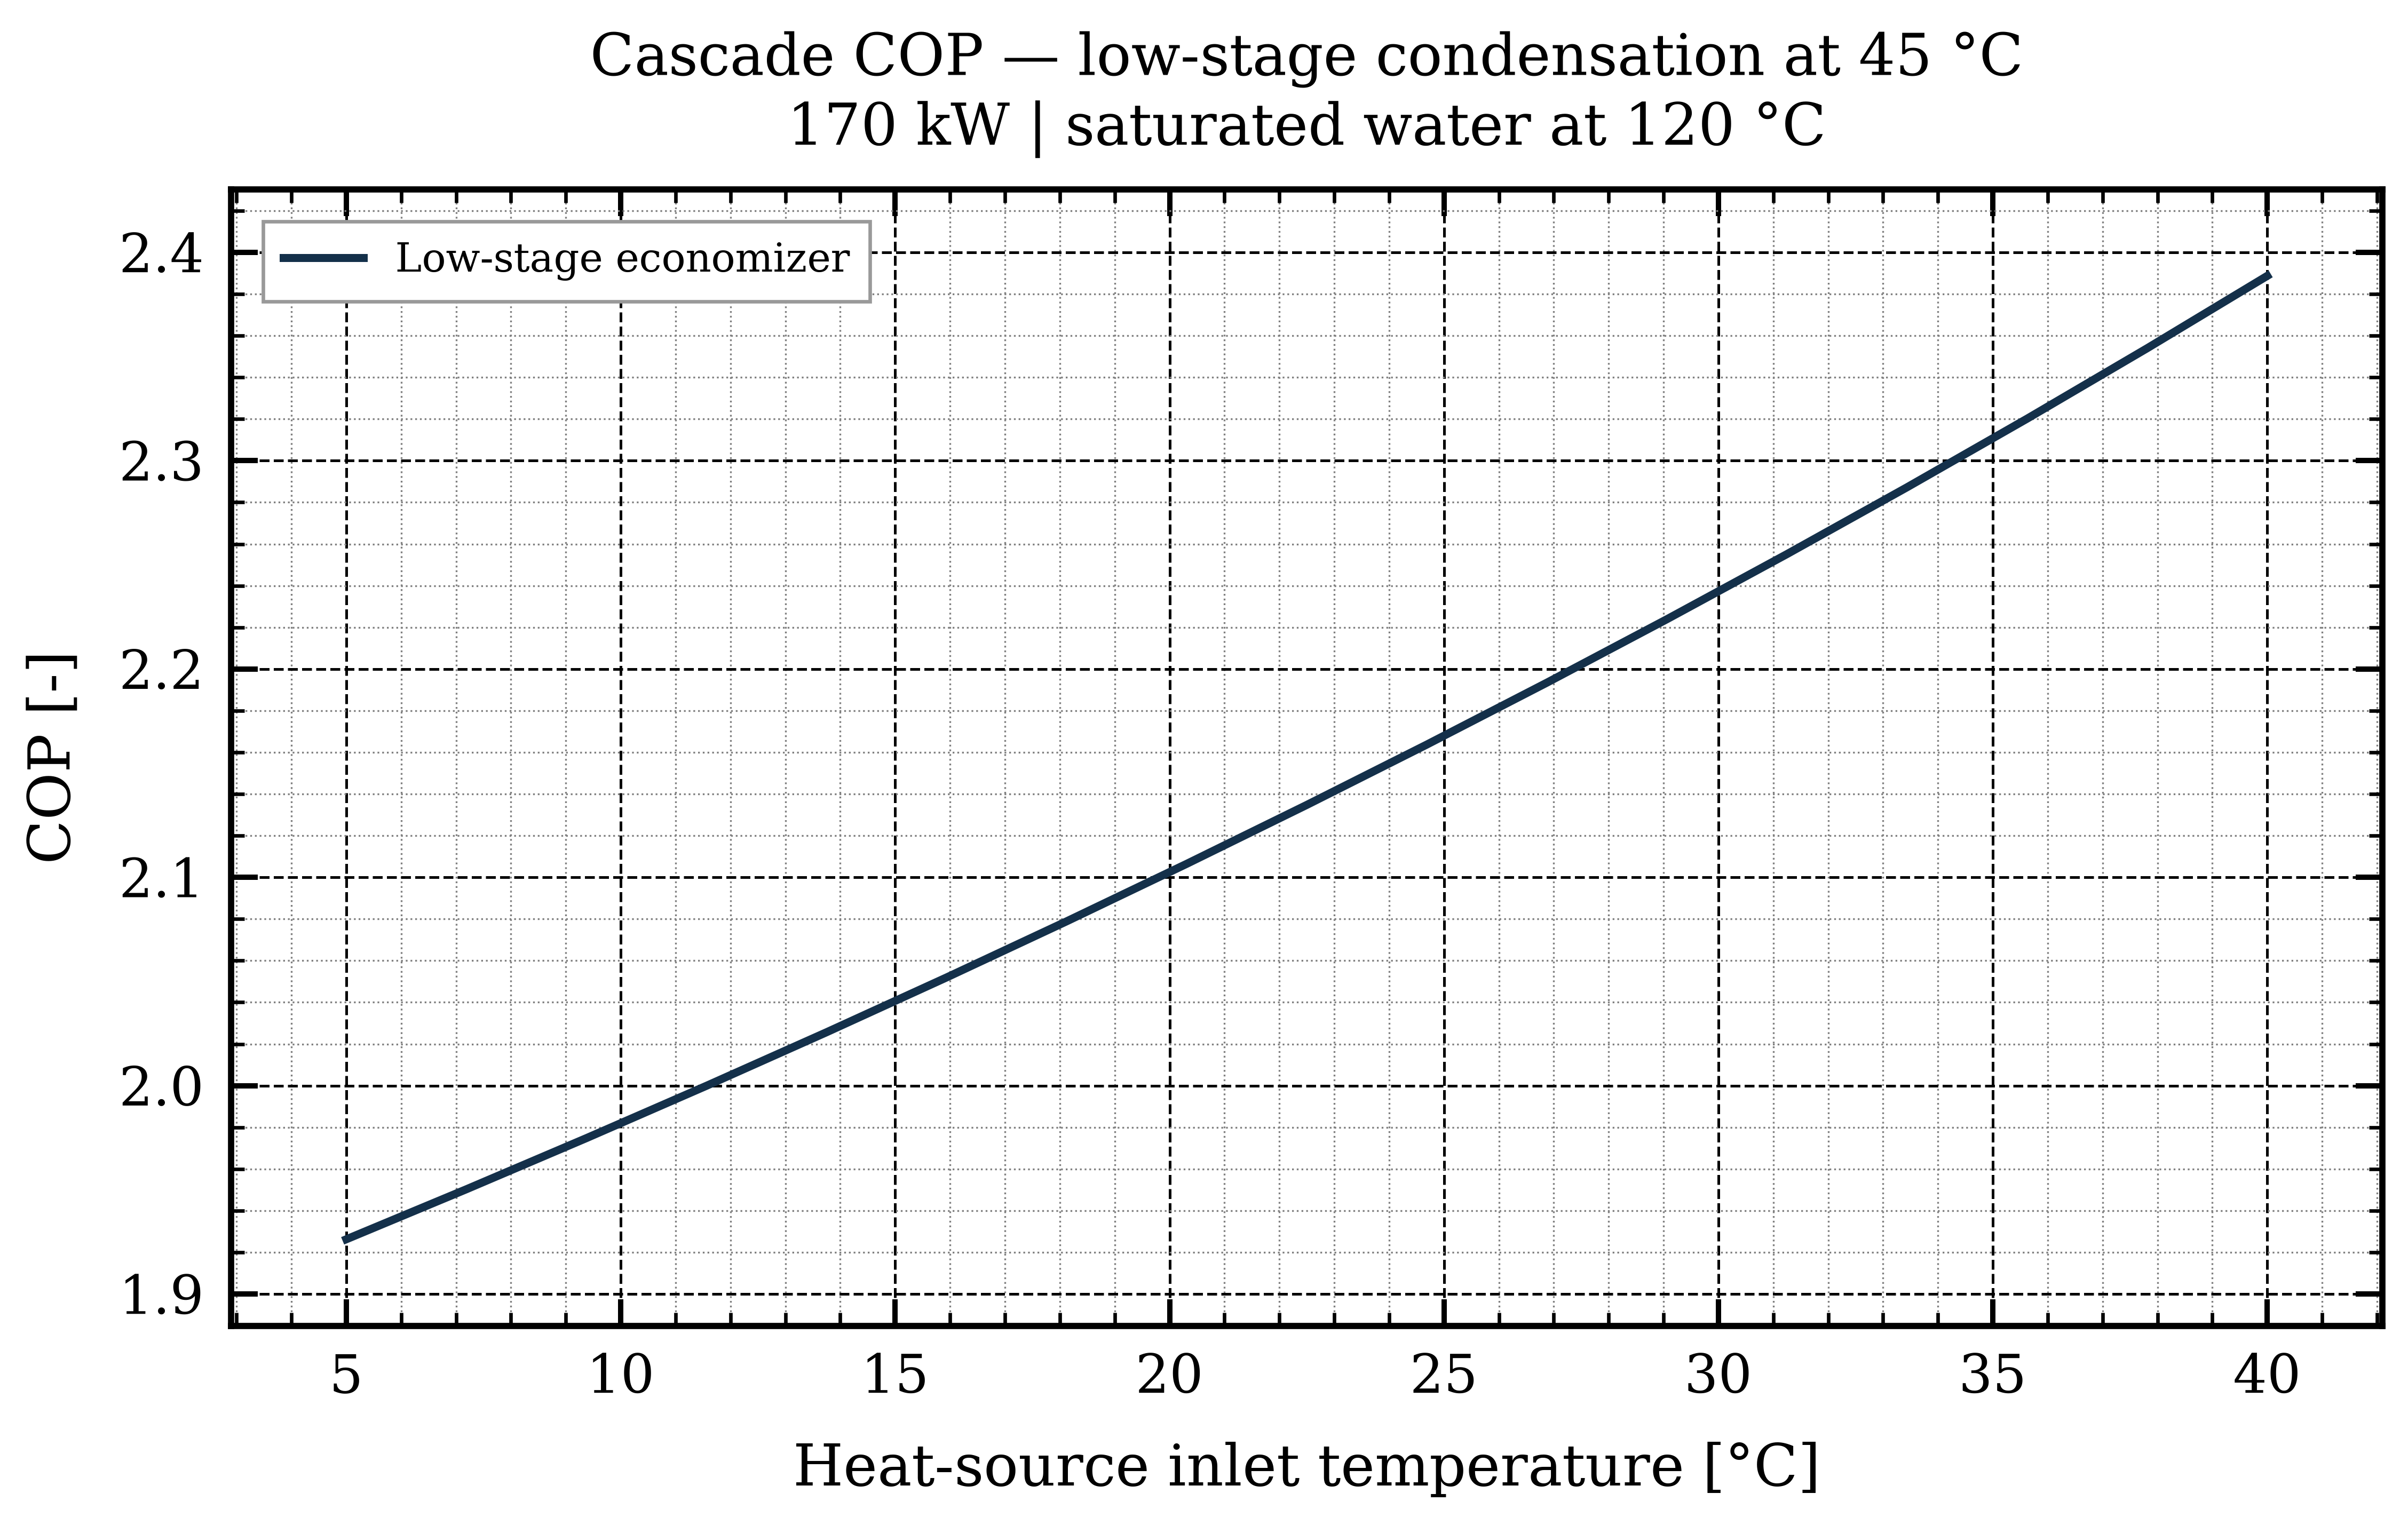 Cascade COP — low-stage condensation at 45 °C
170 kW | saturated water at 120 °C
Low-stage economizer
COP [-]
2.4
2.3
2.2
2.1
2.0
1.9
5 10 15 20 25 30 35 40
Heat-source inlet temperature [°C]